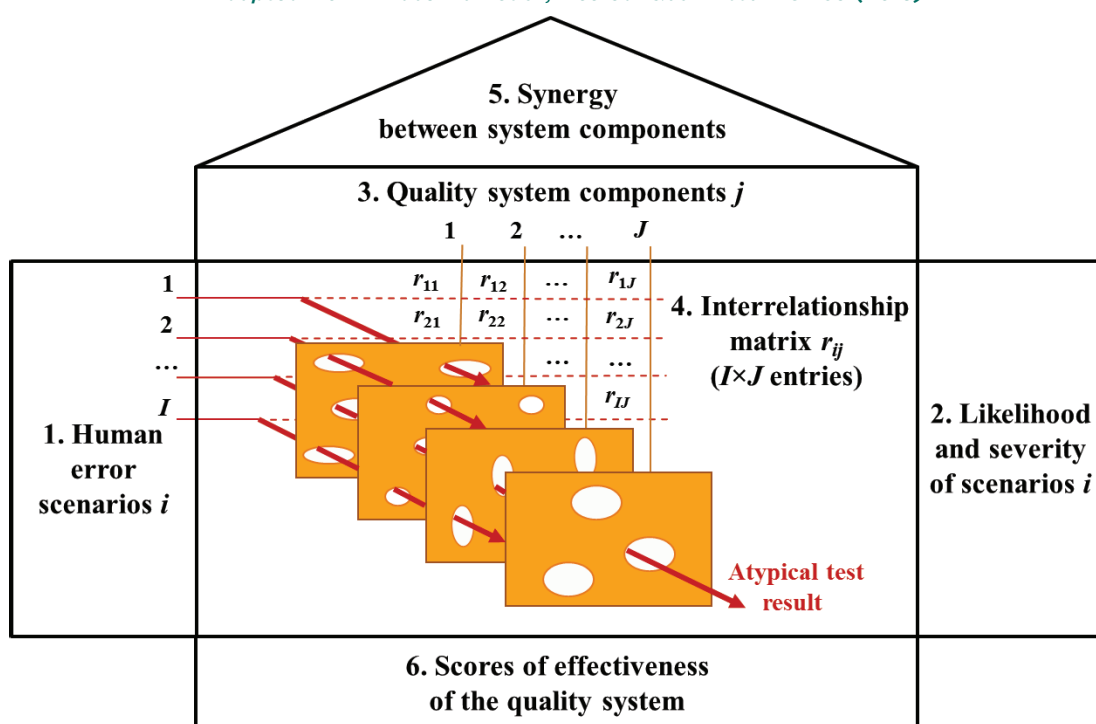 5. Synergy
between system components
3. Quality system components j
1 2 ... J
1 r11 r12 ... r1J
2 r21 r22 ... r2J
... ... ...
I rIJ
4. Interrelationship
matrix rij
(I×J entries)
1. Human
error
scenarios i
2. Likelihood
and severity
of scenarios i
Atypical test
result
6. Scores of effectiveness
of the quality system